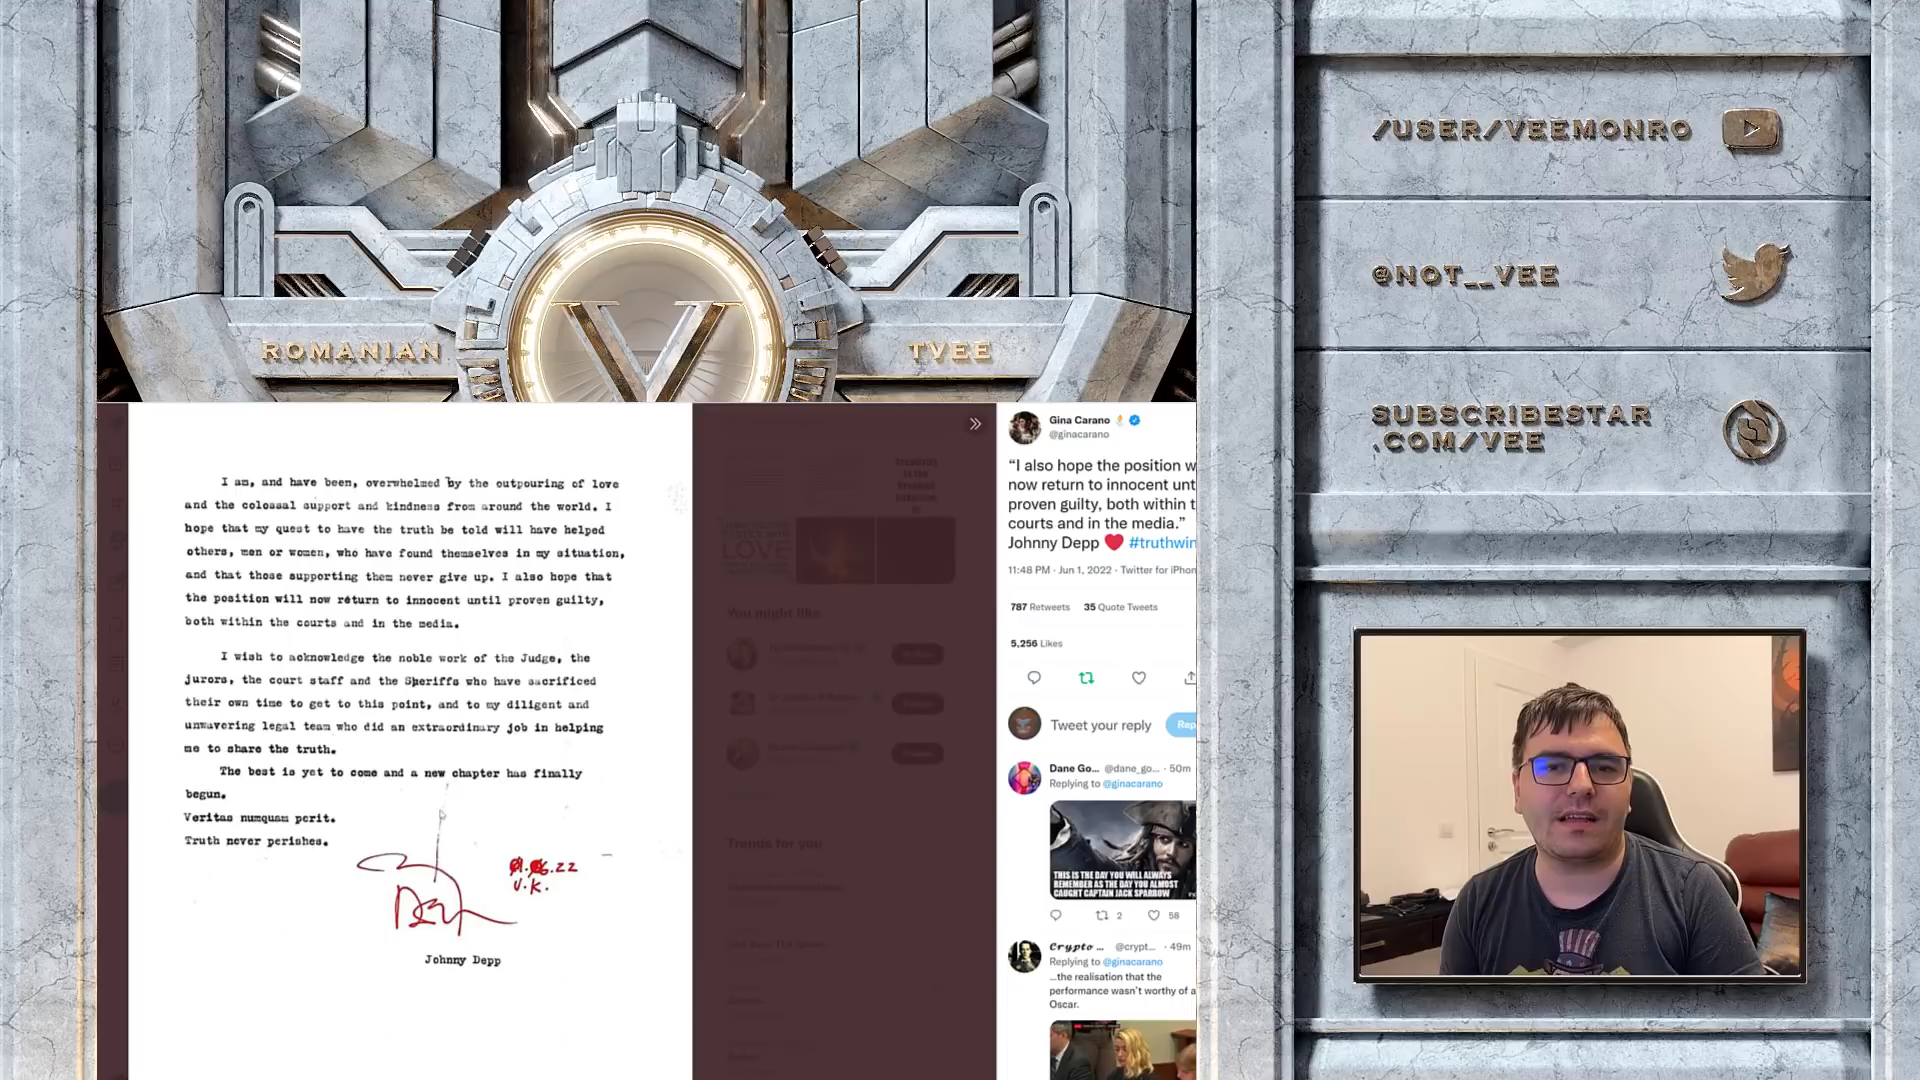 ROMANIAN
TVEE
/USER/VEEMONRO
@NOT__VEE
SUBSCRIBESTAR
.COM/VEE
I am, and have been, overwhelmed by the outpouring of love
and the colossal support and kindness from around the world. I
hope that my quest to have the truth be told will have helped
others, men or women, who have found themselves in my situation,
and that those supporting them never give up. I also hope that
the position will now return to innocent until proven guilty,
both within the courts and in the media.
I wish to acknowledge the noble work of the Judge, the
jurors, the court staff and the Sheriffs who have sacrificed
their own time to get to this point, and to my diligent and
unwavering legal team who did an extraordinary job in helping
me to share the truth.
The best is yet to come and a new chapter has finally
begun.
Veritas numquam perit.
Truth never perishes.
.22
U.K.
Johnny Depp
LOVE
You might like
Trends for you
Gina Carano
@ginacarano
“I also hope the position w
now return to innocent unt
proven guilty, both within t
courts and in the media.”
Johnny Depp ❤️ #truthwin
11:48 PM · Jun 1, 2022 · Twitter for iPhon
787 Retweets 35 Quote Tweets
5,256 Likes
Tweet your reply
Rep
Dane Go... @dane_go... · 50m
Replying to @ginacarano
THIS IS THE DAY YOU WILL ALWAYS
REMEMBER AS THE DAY YOU ALMOST
CAUGHT CAPTAIN JACK SPARROW
2 58
Crypto ... @crypt... · 49m
Replying to @ginacarano
...the realisation that the
performance wasn't worthy of a
Oscar.